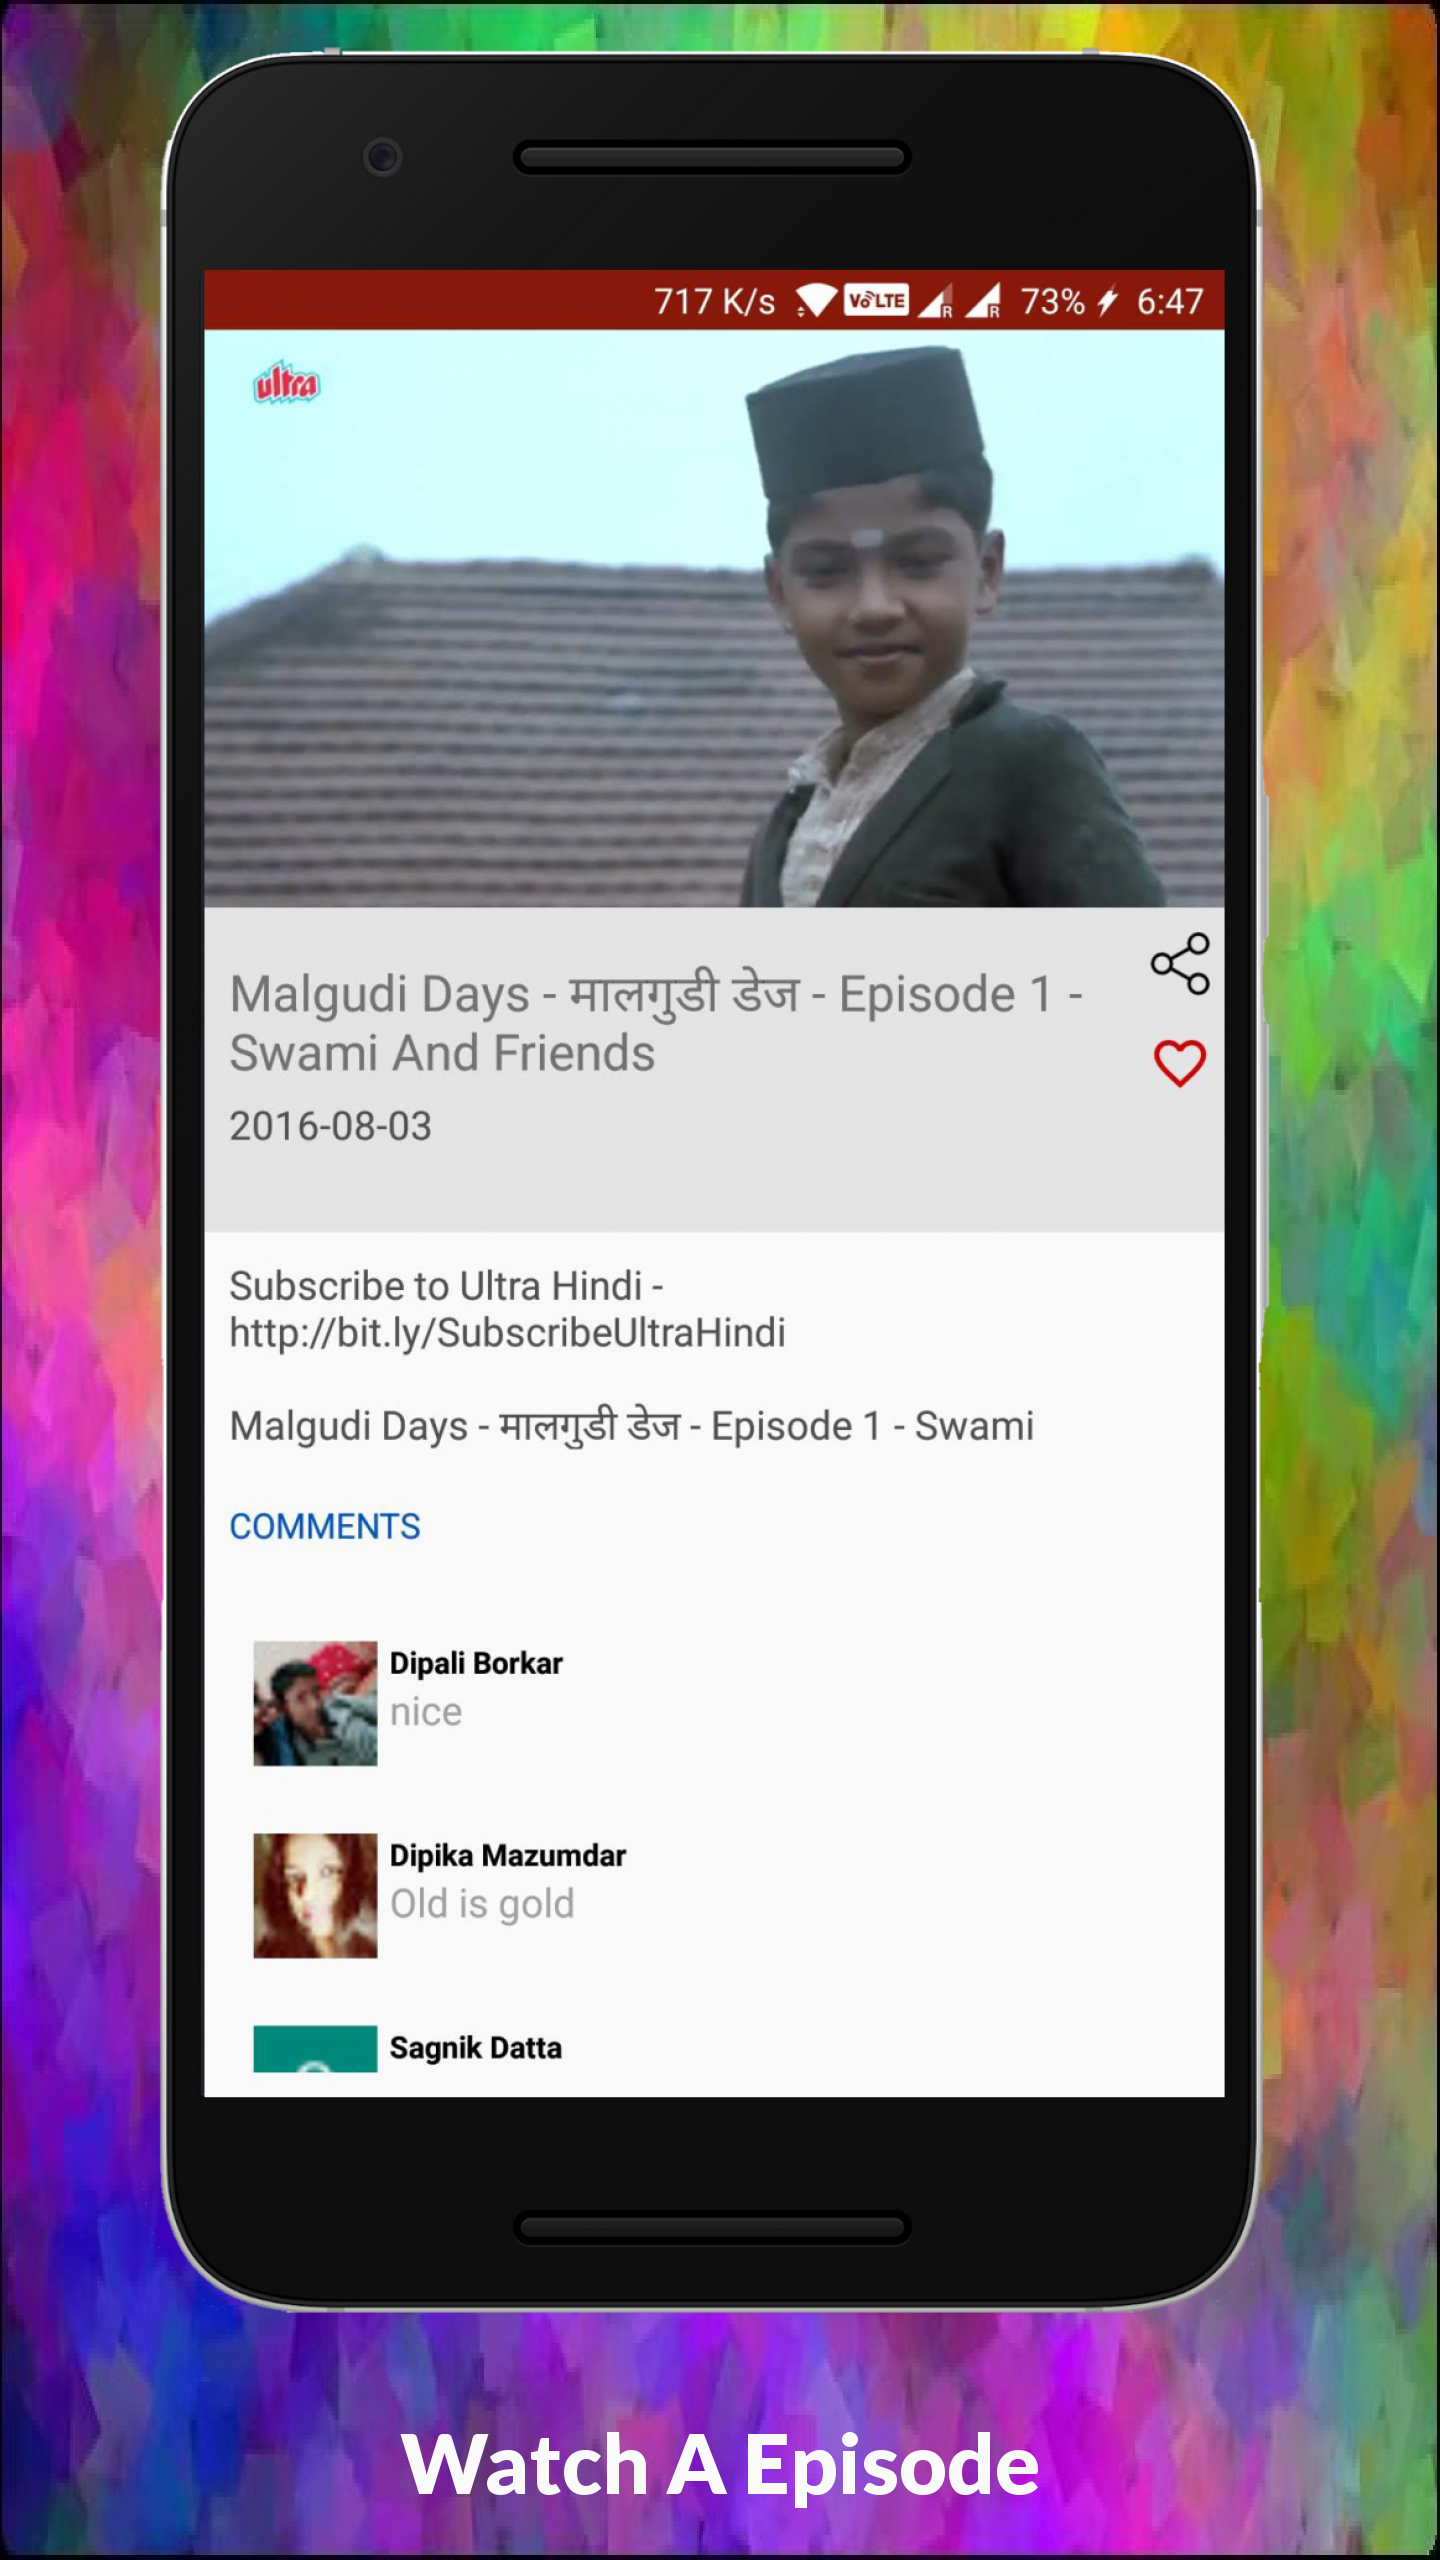 717 K/s VoLTE R R 73% 6:47
ultra
Malgudi Days - मालगुडी डेज - Episode 1 -
Swami And Friends
2016-08-03
Subscribe to Ultra Hindi -
http://bit.ly/SubscribeUltraHindi
Malgudi Days - मालगुडी डेज - Episode 1 - Swami
COMMENTS
Dipali Borkar
nice
Dipika Mazumdar
Old is gold
Sagnik Datta
Watch A Episode